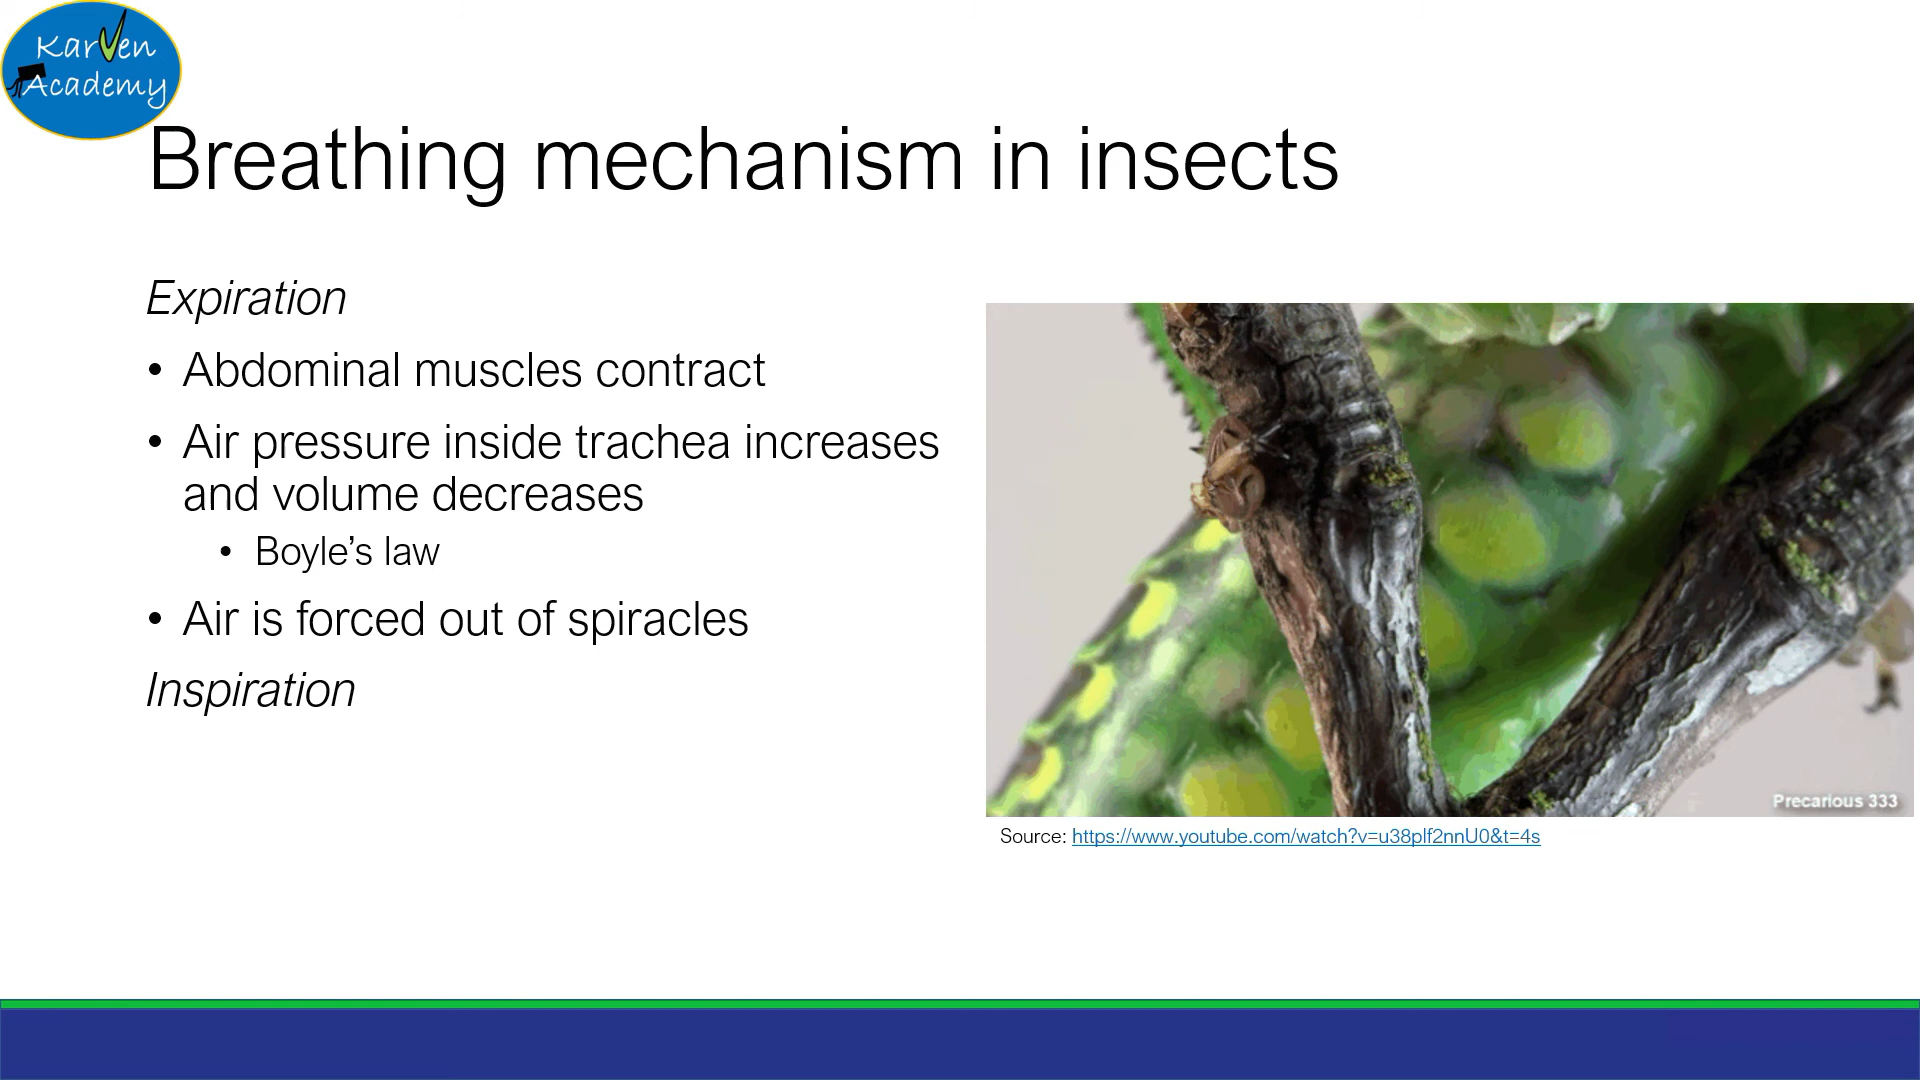 KarVen
Academy
Breathing mechanism in insects
Expiration
• Abdominal muscles contract
• Air pressure inside trachea increases
and volume decreases
• Boyle’s law
• Air is forced out of spiracles
Inspiration
Precarious 333
Source: https://www.youtube.com/watch?v=u38plf2nnU0&t=4s